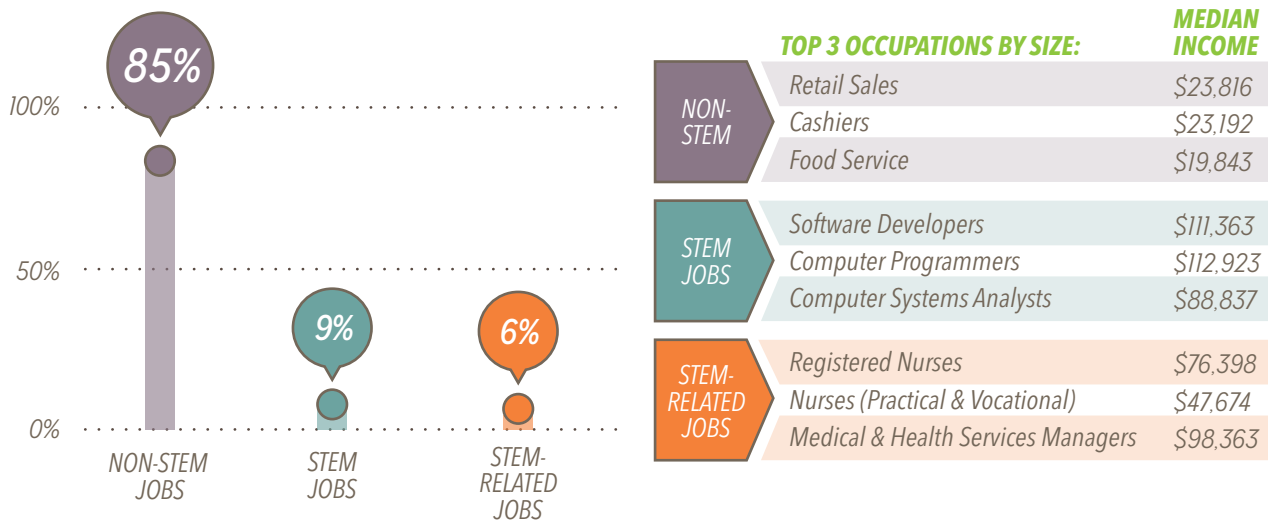 85%
100%
50%
9%
6%
0%
NON-STEM
JOBS
STEM
JOBS
STEM-
RELATED
JOBS
TOP 3 OCCUPATIONS BY SIZE:
MEDIAN
INCOME
NON-
STEM
Retail Sales $23,816
Cashiers $23,192
Food Service $19,843
STEM
JOBS
Software Developers $111,363
Computer Programmers $112,923
Computer Systems Analysts $88,837
STEM-
RELATED
JOBS
Registered Nurses $76,398
Nurses (Practical & Vocational) $47,674
Medical & Health Services Managers $98,363